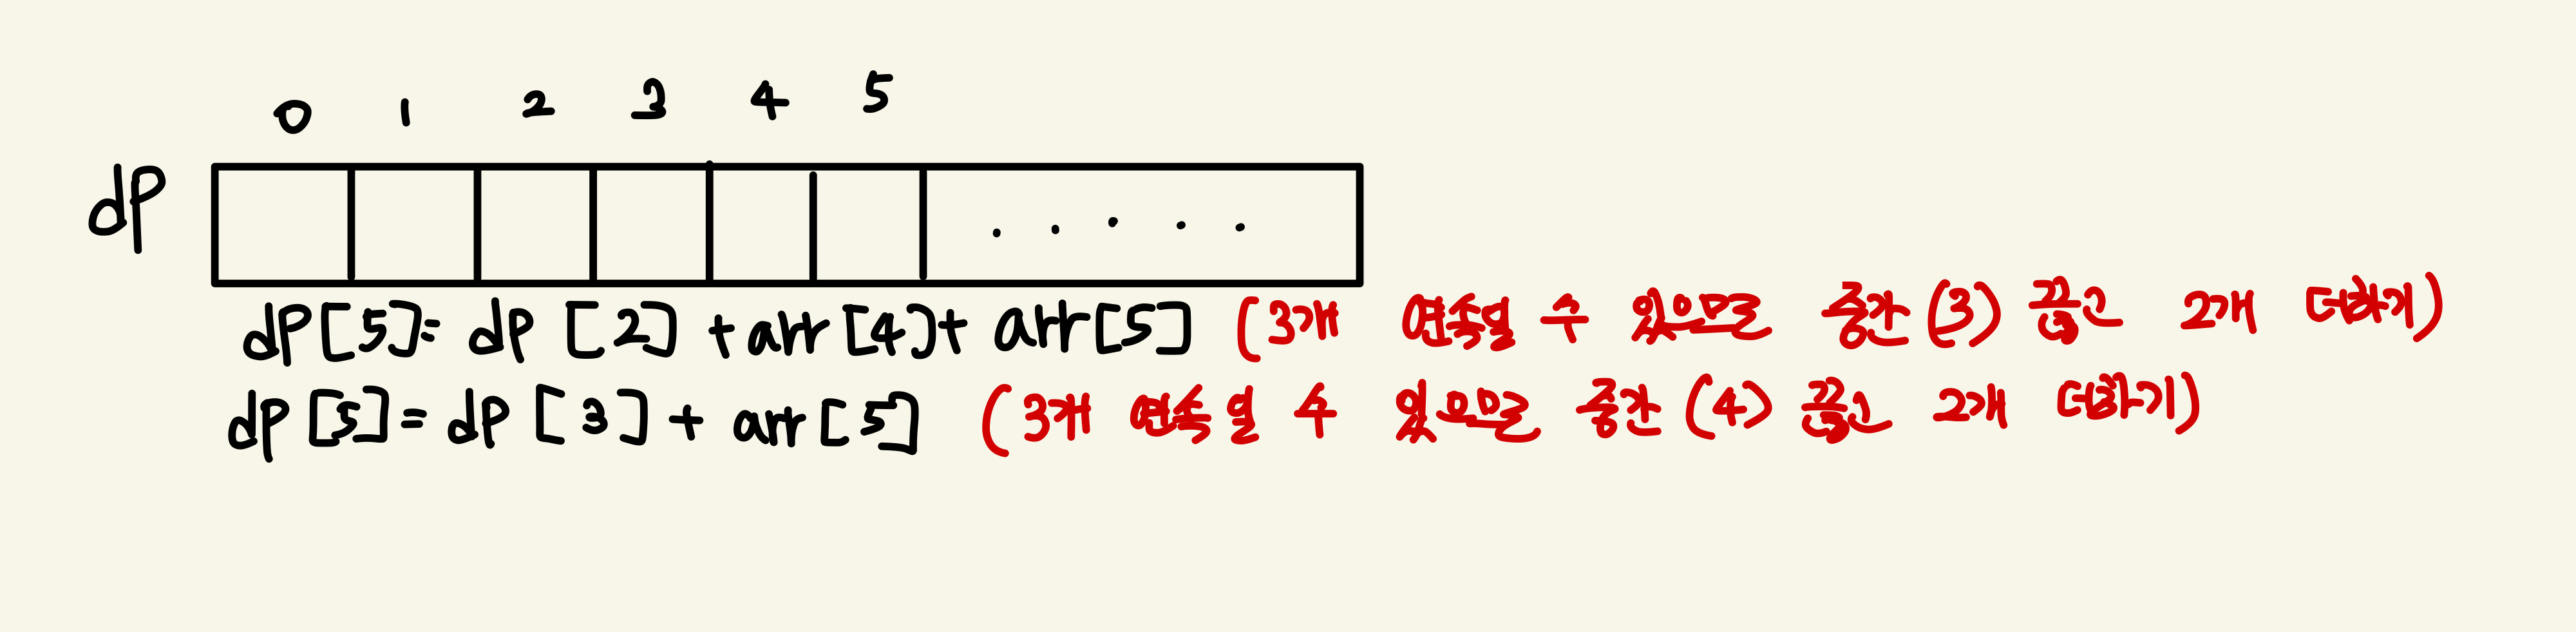 0 1 2 3 4 5
dp
. . . . .
dp[5]= dp [2] + arr [4] + arr[5] (3개 연속일 수 있으므로 중간(3) 끊고 2개 더하기)
dp [5]= dp [3] + arr [5] (3개 연속일 수 있으므로 중간(4) 끊고 2개 더하기)